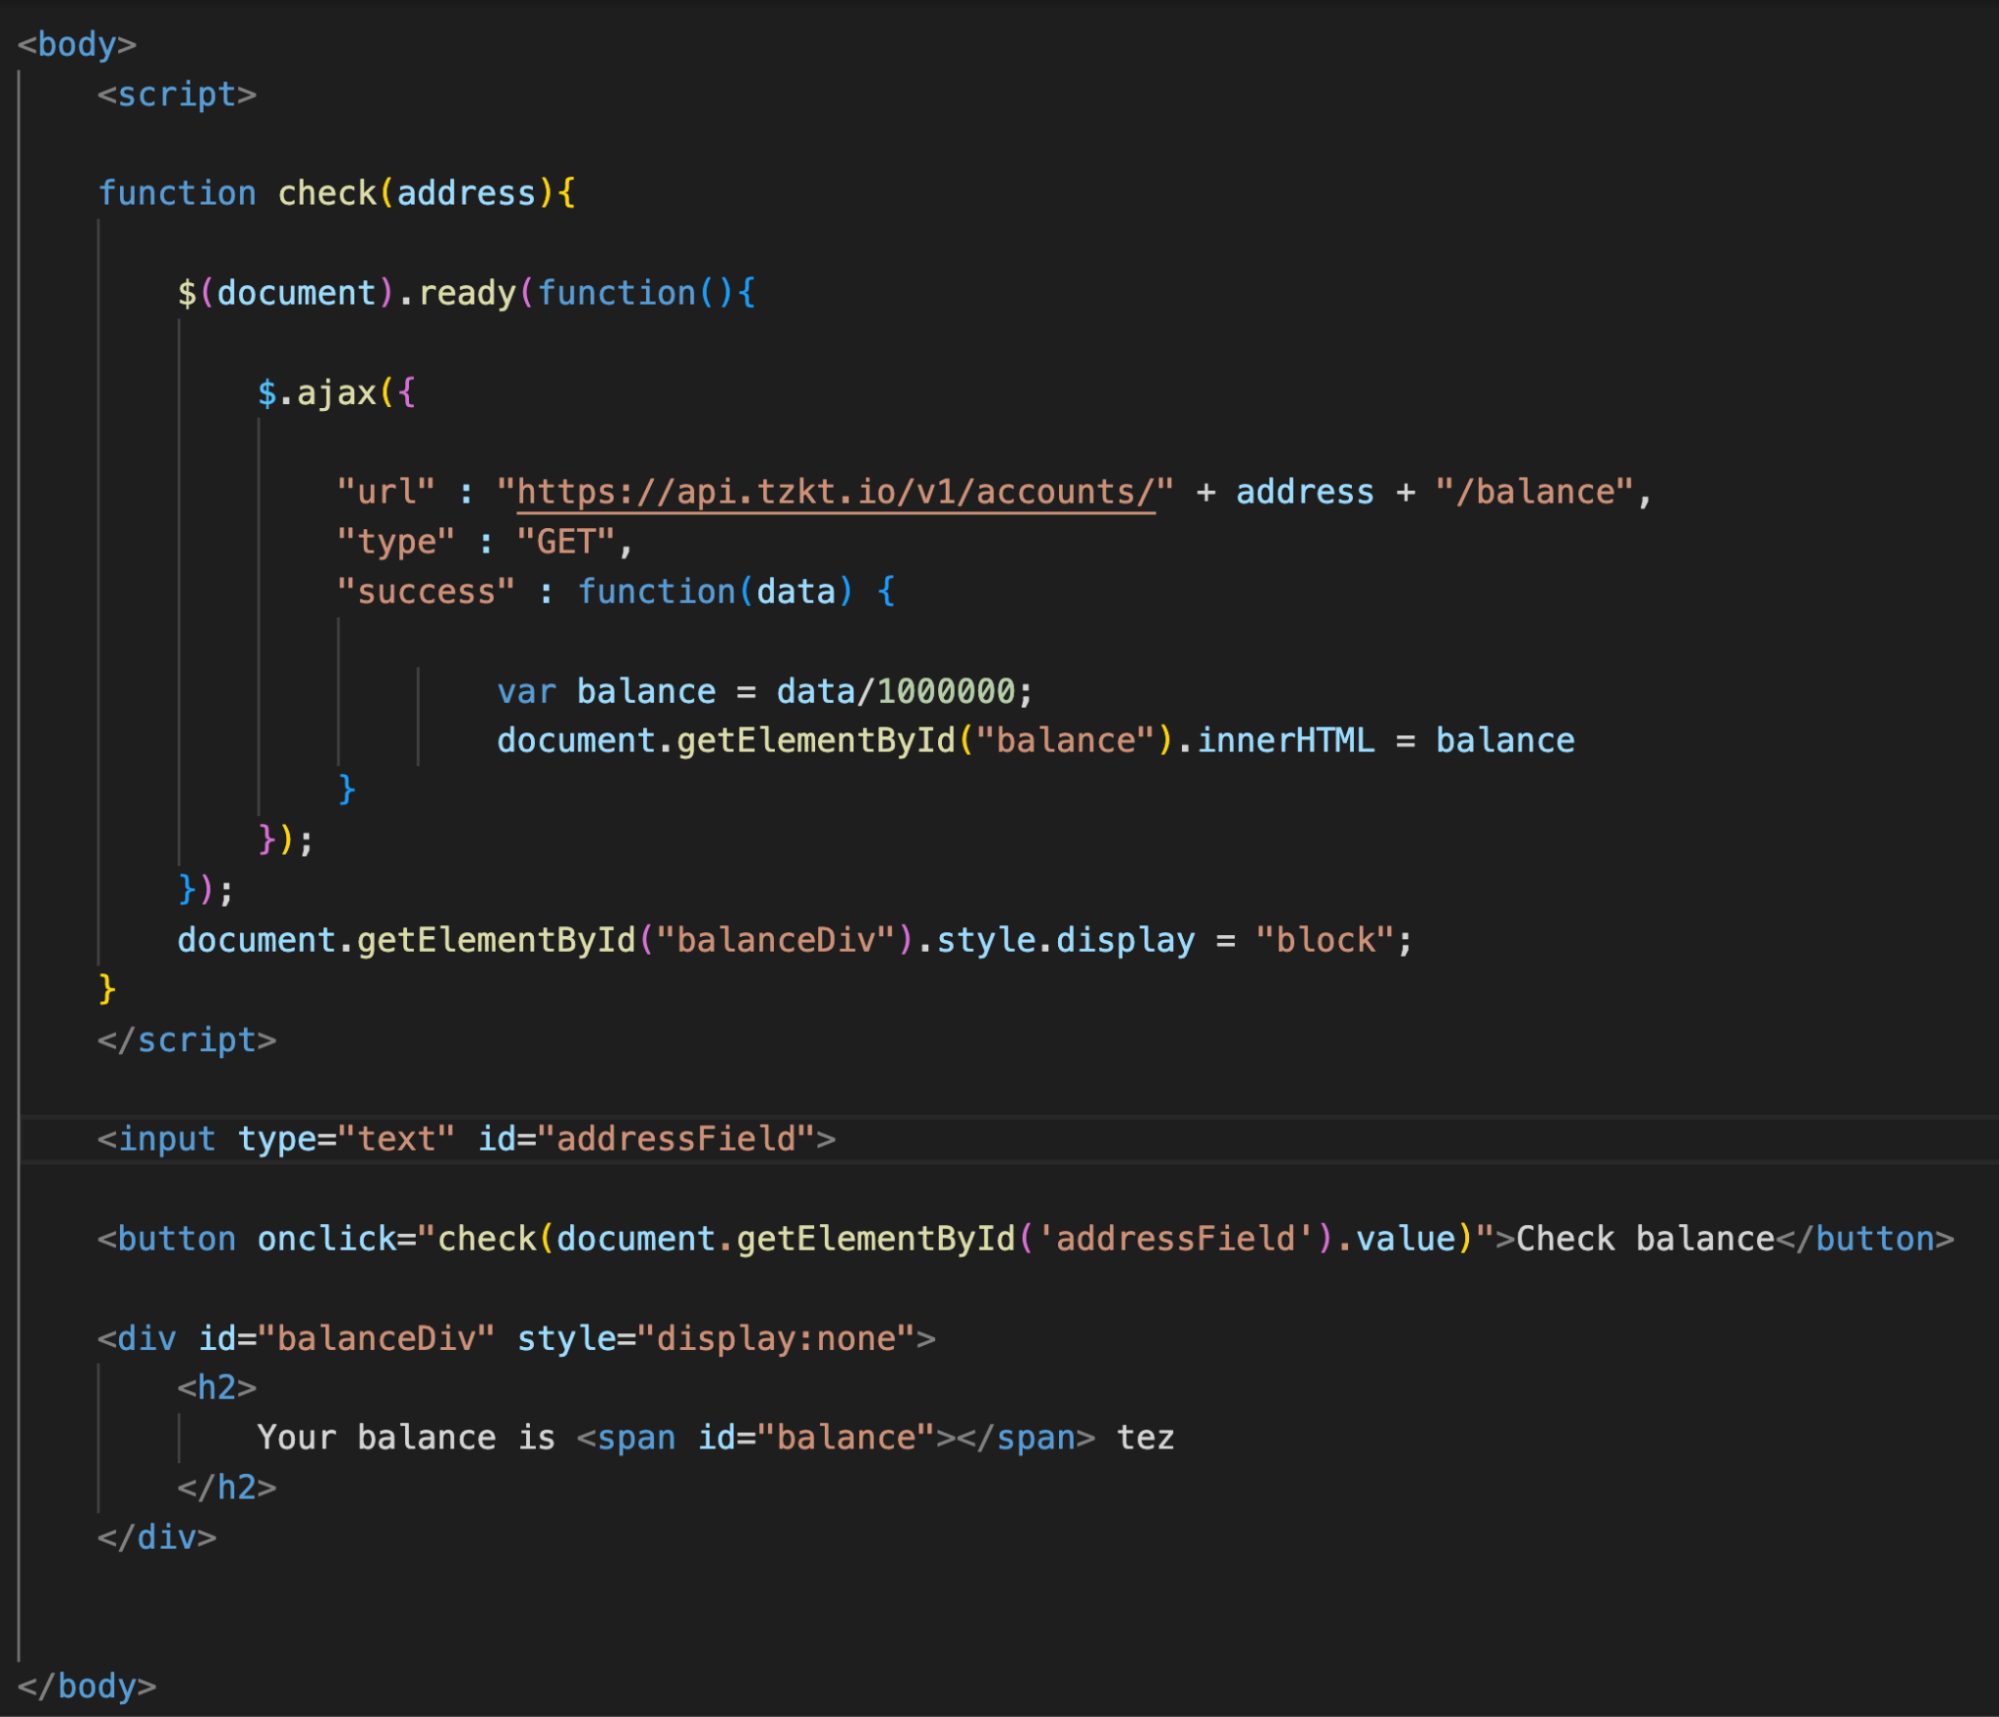 <body>
<script>
function check(address){
$(document).ready(function(){
$.ajax({
"url" : "https://api.tzkt.io/v1/accounts/" + address + "/balance",
"type" : "GET",
"success" : function(data) {
var balance = data/1000000;
document.getElementById("balance").innerHTML = balance
}
});
});
document.getElementById("balanceDiv").style.display = "block";
}
</script>
<input type="text" id="addressField">
<button onclick="check(document.getElementById('addressField').value)">Check balance</button>
<div id="balanceDiv" style="display:none">
<h2>
Your balance is <span id="balance"></span> tez
</h2>
</div>
</body>